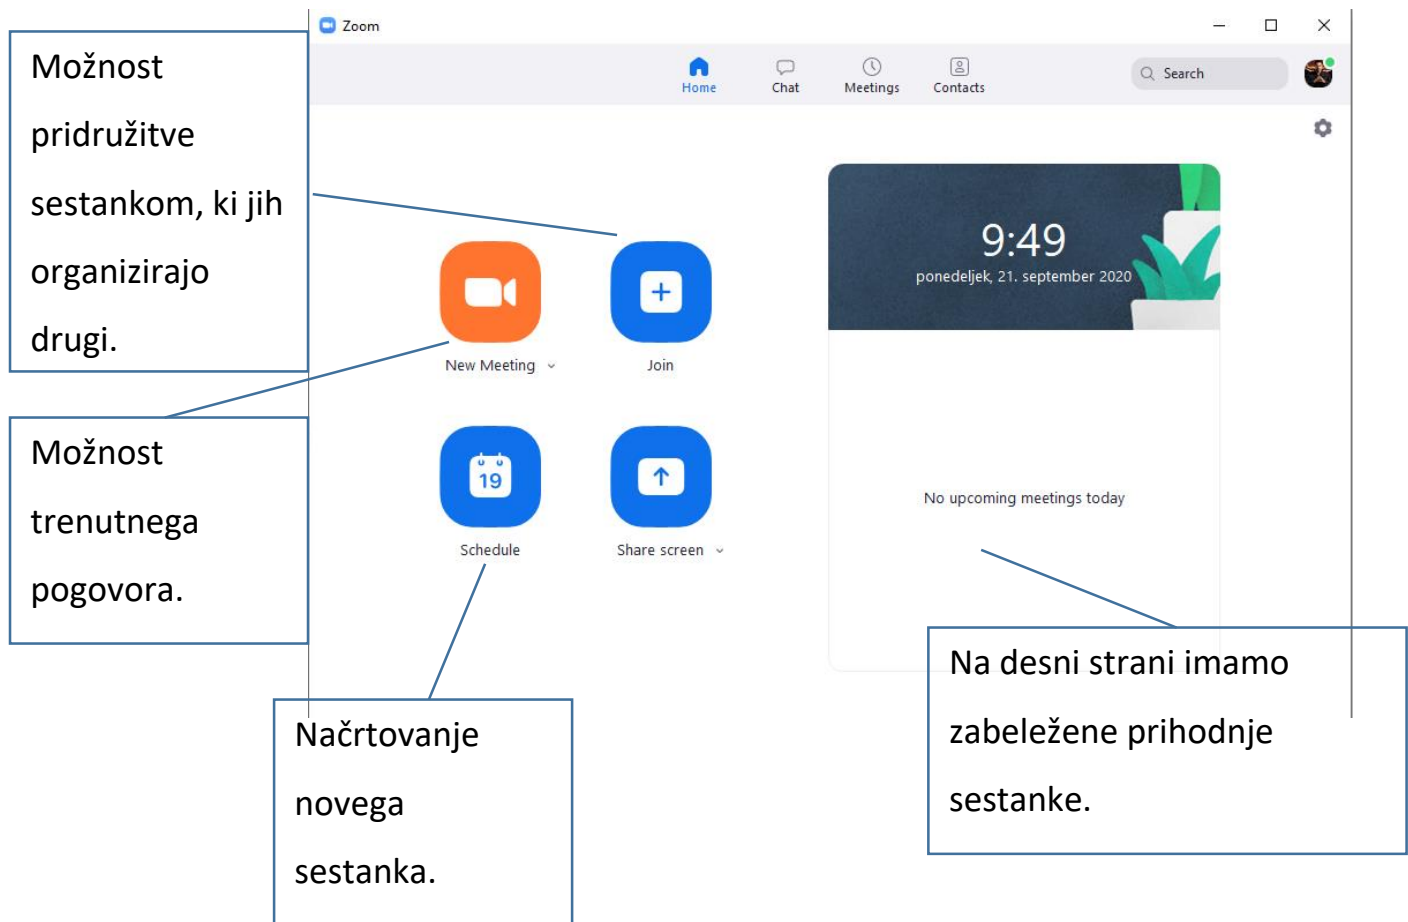 Zoom
Home
Chat
Meetings
Contacts
Search
Možnost
pridružitve
sestankom, ki jih
organizirajo
drugi.
9:49
ponedeljek, 21. september 2020
New Meeting
Join
Možnost
trenutnega
pogovora.
19
Schedule
Share screen
No upcoming meetings today
Načrtovanje
novega
sestanka.
Na desni strani imamo
zabeležene prihodnje
sestanke.